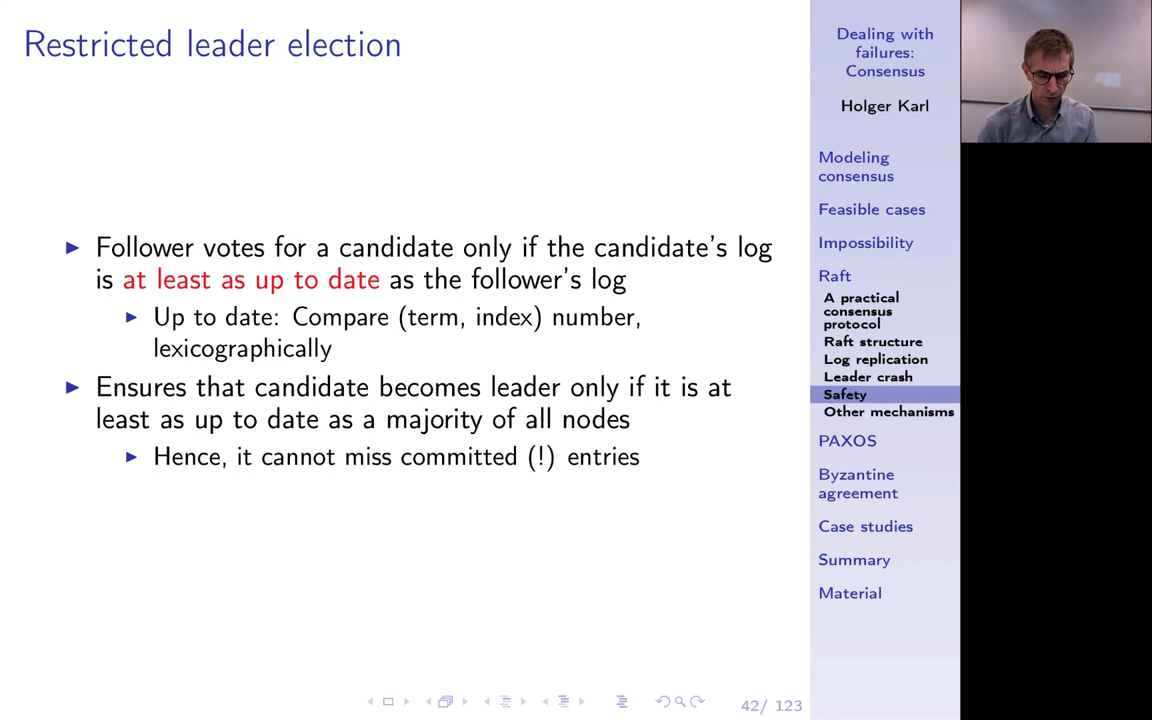 Restricted leader election
Follower votes for a candidate only if the candidate's log
is at least as up to date as the follower's log
Up to date: Compare (term, index) number,
lexicographically
Ensures that candidate becomes leader only if it is at
least as up to date as a majority of all nodes
Hence, it cannot miss committed (!) entries
42/ 123
Dealing with
failures:
Consensus
Holger Karl
Modeling
consensus
Feasible cases
Impossibility
Raft
A practical
consensus
protocol
Raft structure
Log replication
Leader crash
Safety
Other mechanisms
PAXOS
Byzantine
agreement
Case studies
Summary
Material